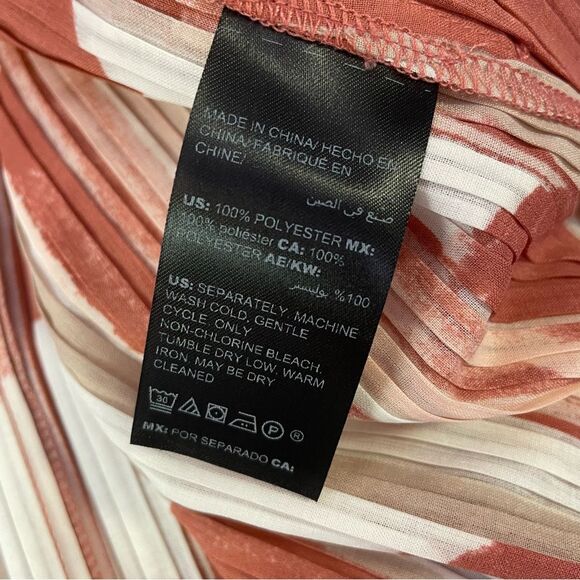 MADE IN CHINA/ HECHO EN
CHINA/ FABRIQUÉ EN
CHINE/
صنع في الصين
US: 100% POLYESTER MX:
100% poliéster CA: 100%
POLYESTER AE/KW:
100% بوليستر
US: SEPARATELY. MACHINE
WASH COLD, GENTLE
CYCLE, ONLY
NON-CHLORINE BLEACH.
TUMBLE DRY LOW. WARM
IRON. MAY BE DRY
CLEANED
30 P ®
MX: POR SEPARADO CA: